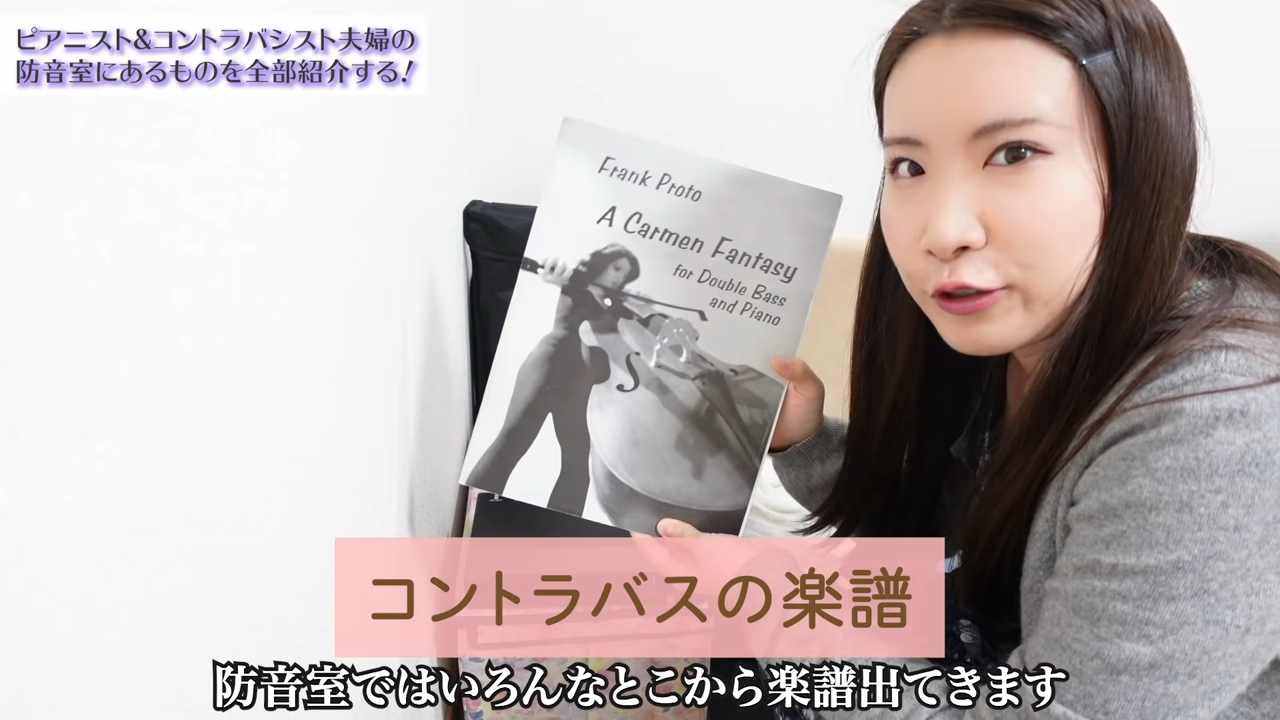 ピアニスト&コントラバシスト夫婦の
防音室にあるものを全部紹介する!
Frank Proto
A Carmen Fantasy
for Double Bass
and Piano
コントラバスの楽譜
防音室ではいろんなとこから楽譜出てきます